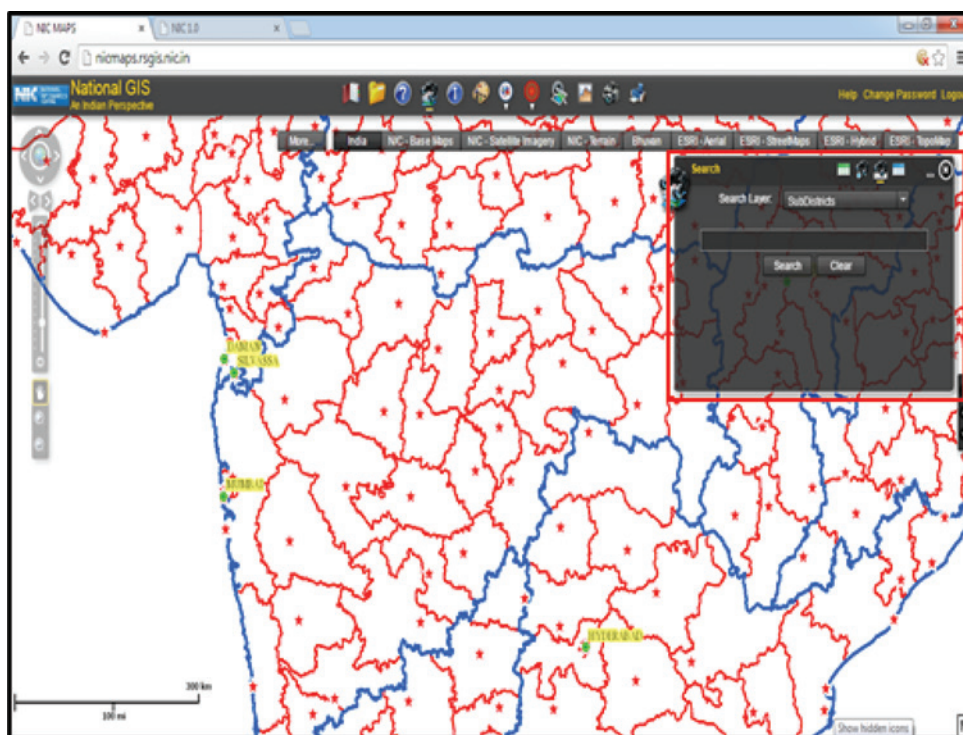 NIC MAPS
NIC 1.0
nicmaps.rsgis.nic.in
NIC
National GIS
An Indian Perspective
Help Change Password Logou
More...
India
NIC - Base Maps
NIC - Satellite Imagery
NIC - Terrain
Bhuvan
ESRI - Aerial
ESRI - StreetMaps
ESRI - Hybrid
ESRI - TopoMap
Search
Search Layer: SubDistricts
Search Clear
DAMAN
SILVASSA
MUMBAI
HYDERABAD
300 km
100 mi
Show hidden icons